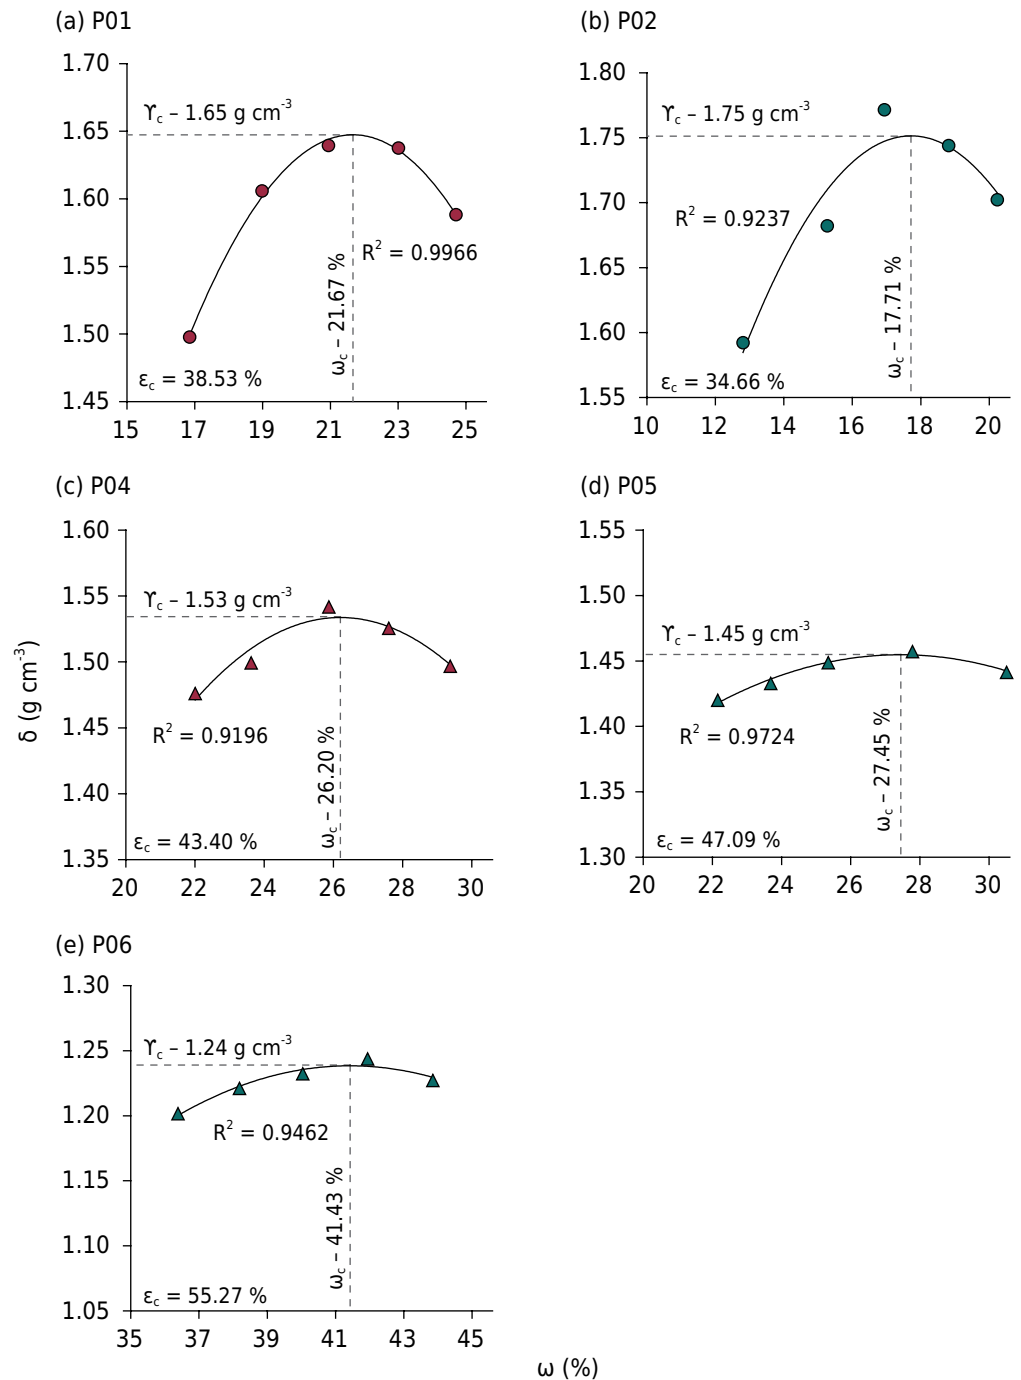 (a) P01
1.70
1.65
1.60
1.55
1.50
1.45
ϒc – 1.65 g cm-3
R2 = 0.9966
ωc – 21.67 %
εc = 38.53 %
15 17 19 21 23 25
(b) P02
1.80
1.75
1.70
1.65
1.60
1.55
ϒc – 1.75 g cm-3
R2 = 0.9237
ωc – 17.71 %
εc = 34.66 %
10 12 14 16 18 20
(c) P04
1.60
1.55
1.50
1.45
1.40
1.35
ϒc – 1.53 g cm-3
R2 = 0.9196
ωc – 26.20 %
εc = 43.40 %
20 22 24 26 28 30
(d) P05
1.55
1.50
1.45
1.40
1.35
1.30
ϒc – 1.45 g cm-3
R2 = 0.9724
ωc – 27.45 %
εc = 47.09 %
20 22 24 26 28 30
δ (g cm-3)
(e) P06
1.30
1.25
1.20
1.15
1.10
1.05
ϒc – 1.24 g cm-3
R2 = 0.9462
ωc – 41.43 %
εc = 55.27 %
35 37 39 41 43 45
ω (%)